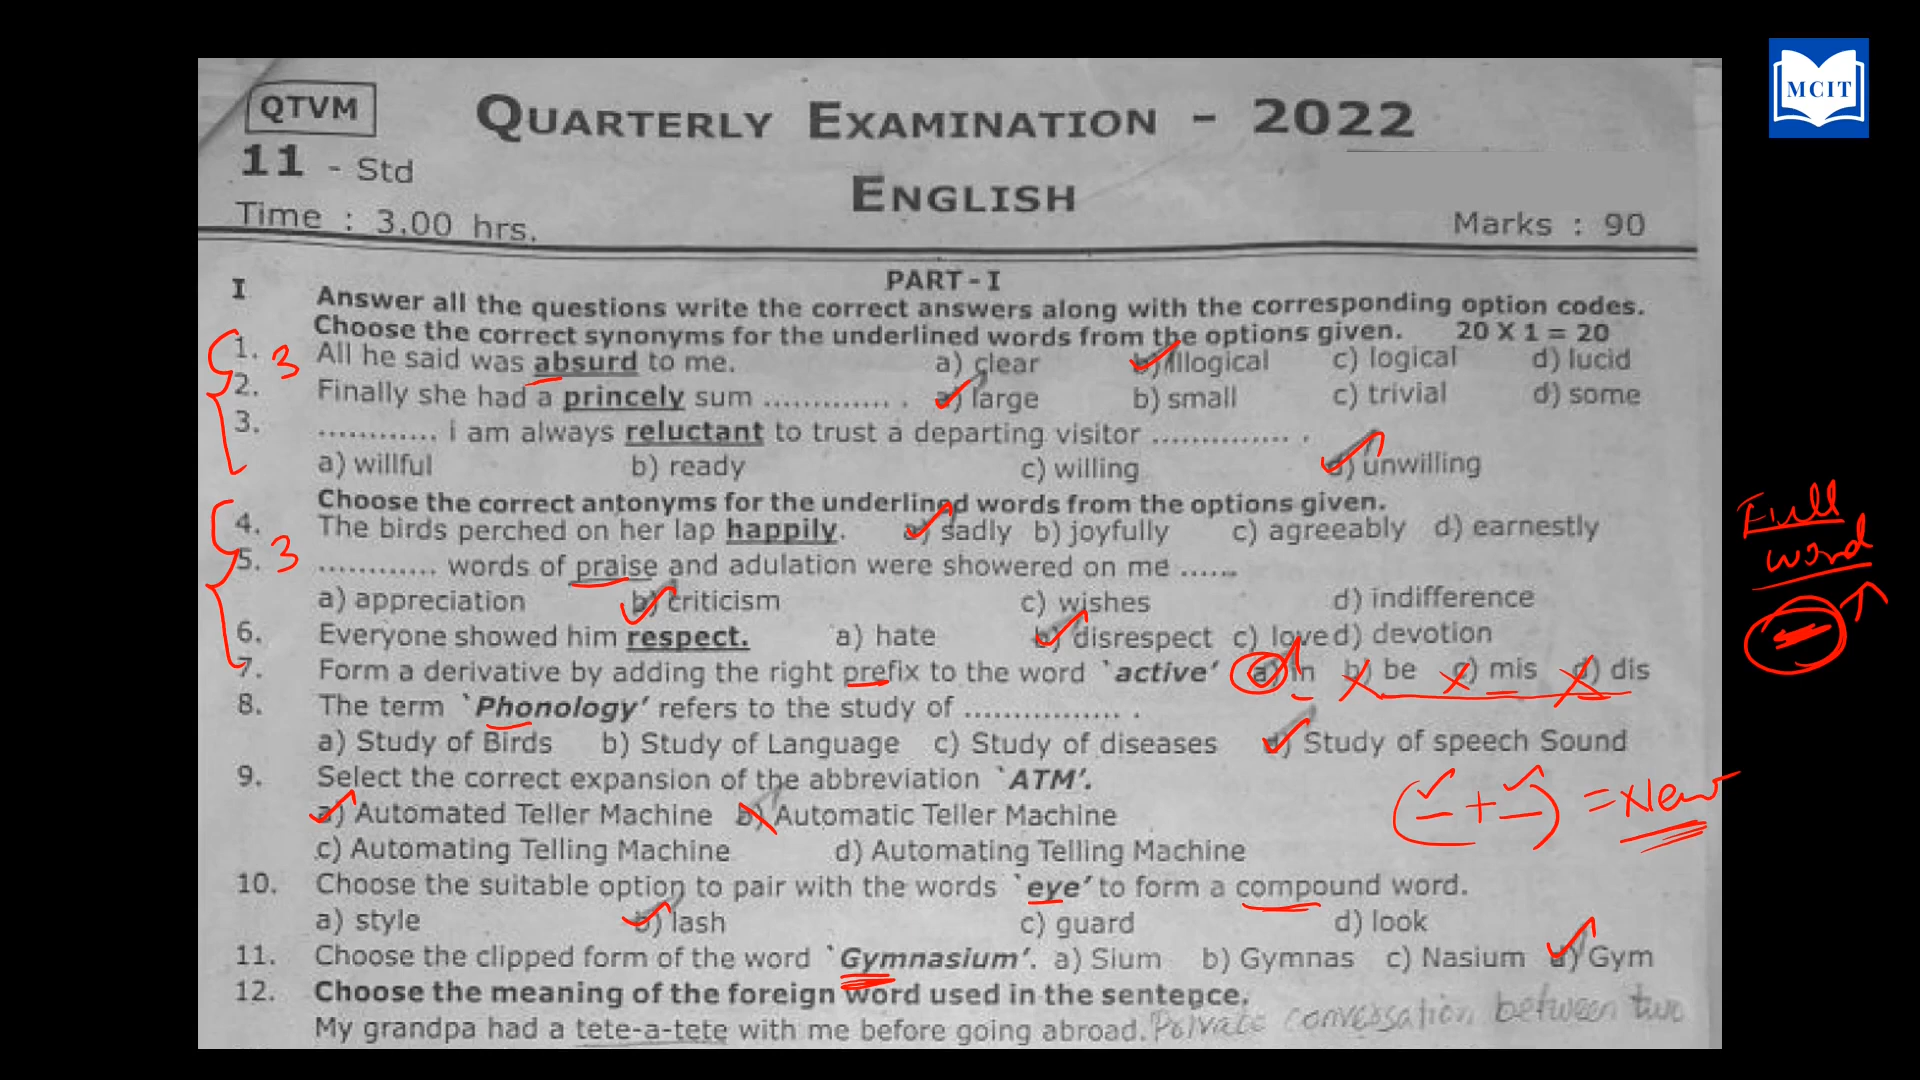 MCIT
QTVM
QUARTERLY EXAMINATION - 2022
11 - Std
ENGLISH
Time : 3.00 hrs.
Marks : 90
PART - I
I Answer all the questions write the correct answers along with the corresponding option codes.
Choose the correct synonyms for the underlined words from the options given. 20 X 1 = 20
1. All he said was absurd to me. a) clear b) illogical c) logical d) lucid
3
2. Finally she had a princely sum .............. . a) large b) small c) trivial d) some
3. ............ i am always reluctant to trust a departing visitor ............... .
a) willful b) ready c) willing d) unwilling
Choose the correct antonyms for the underlined words from the options given.
4. The birds perched on her lap happily. a) sadly b) joyfully c) agreeably d) earnestly
3
5. ............ words of praise and adulation were showered on me ......
a) appreciation b) criticism c) wishes d) indifference
6. Everyone showed him respect. a) hate b) disrespect c) loved d) devotion
7. Form a derivative by adding the right prefix to the word `active' a) in b) be c) mis d) dis
Full
word
8. The term `Phonology' refers to the study of ................ .
a) Study of Birds b) Study of Language c) Study of diseases d) Study of speech Sound
9. Select the correct expansion of the abbreviation `ATM'.
a) Automated Teller Machine b) Automatic Teller Machine
c) Automating Telling Machine d) Automating Telling Machine
( — + — ) = New
10. Choose the suitable option to pair with the words `eye' to form a compound word.
a) style b) lash c) guard d) look
11. Choose the clipped form of the word `Gymnasium'. a) Sium b) Gymnas c) Nasium d) Gym
12. Choose the meaning of the foreign word used in the sentence.
My grandpa had a tete-a-tete with me before going abroad. Private conversation between two